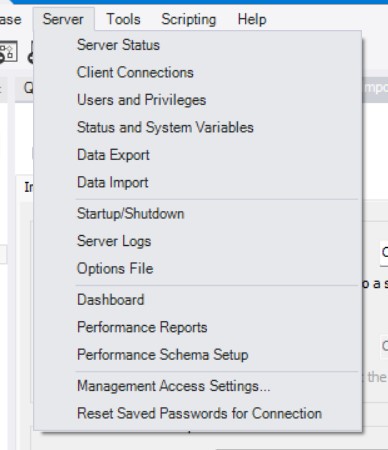 ase Server Tools Scripting Help
Server Status
Client Connections
Users and Privileges
Status and System Variables
Data Export
Data Import
Startup/Shutdown
Server Logs
Options File
o a s
Dashboard
Performance Reports
Performance Schema Setup
the
Management Access Settings...
Reset Saved Passwords for Connection